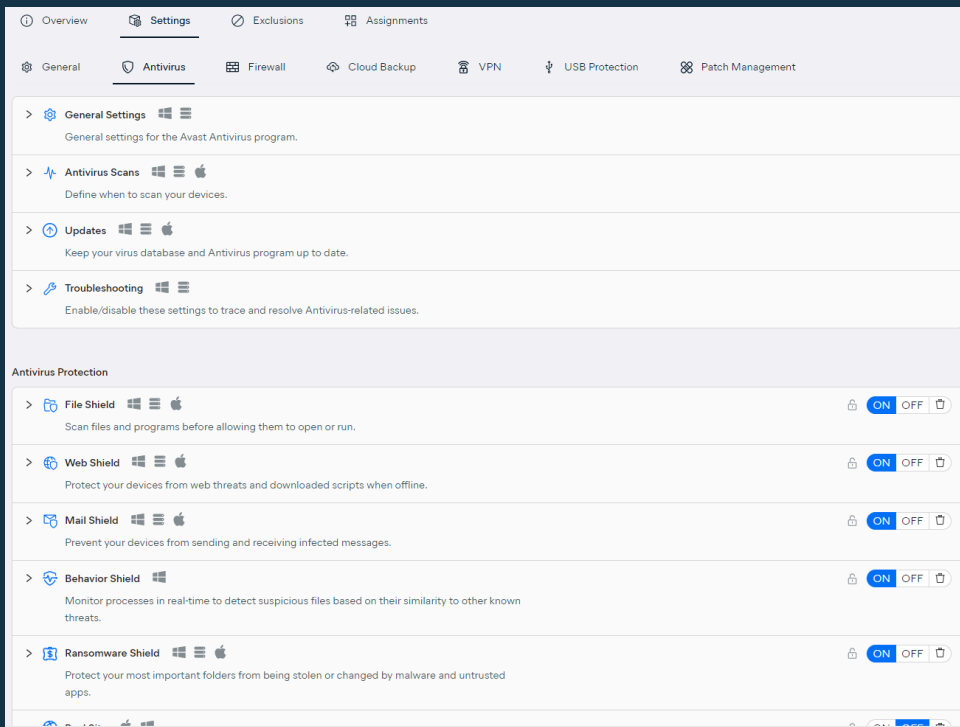 Overview Settings Exclusions Assignments
General Antivirus Firewall Cloud Backup VPN USB Protection Patch Management
General Settings
General settings for the Avast Antivirus program.
Antivirus Scans
Define when to scan your devices.
Updates
Keep your virus database and Antivirus program up to date.
Troubleshooting
Enable/disable these settings to trace and resolve Antivirus-related issues.
Antivirus Protection
File Shield ON OFF
Scan files and programs before allowing them to open or run.
Web Shield ON OFF
Protect your devices from web threats and downloaded scripts when offline.
Mail Shield ON OFF
Prevent your devices from sending and receiving infected messages.
Behavior Shield ON OFF
Monitor processes in real-time to detect suspicious files based on their similarity to other known
threats.
Ransomware Shield ON OFF
Protect your most important folders from being stolen or changed by malware and untrusted
apps.